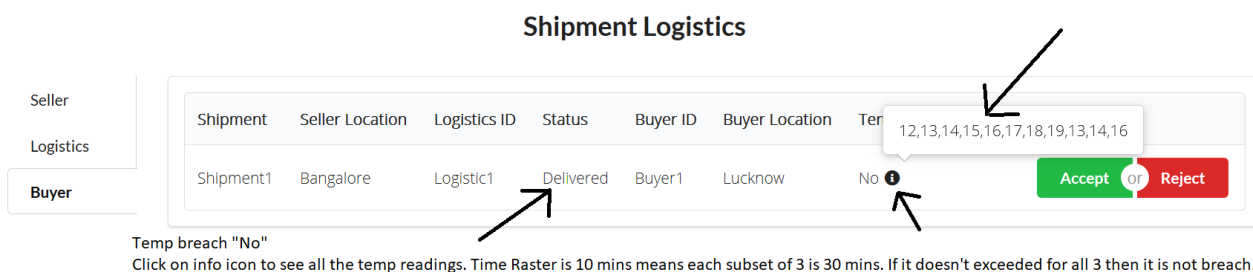 Shipment Logistics
Seller
Logistics
Buyer
Shipment Seller Location Logistics ID Status Buyer ID Buyer Location
12,13,14,15,16,17,18,19,13,14,16
Shipment1 Bangalore Logistic1 Delivered Buyer1 Lucknow No Accept or Reject
Temp breach "No"
Click on info icon to see all the temp readings. Time Raster is 10 mins means each subset of 3 is 30 mins. If it doesn't exceeded for all 3 then it is not breach